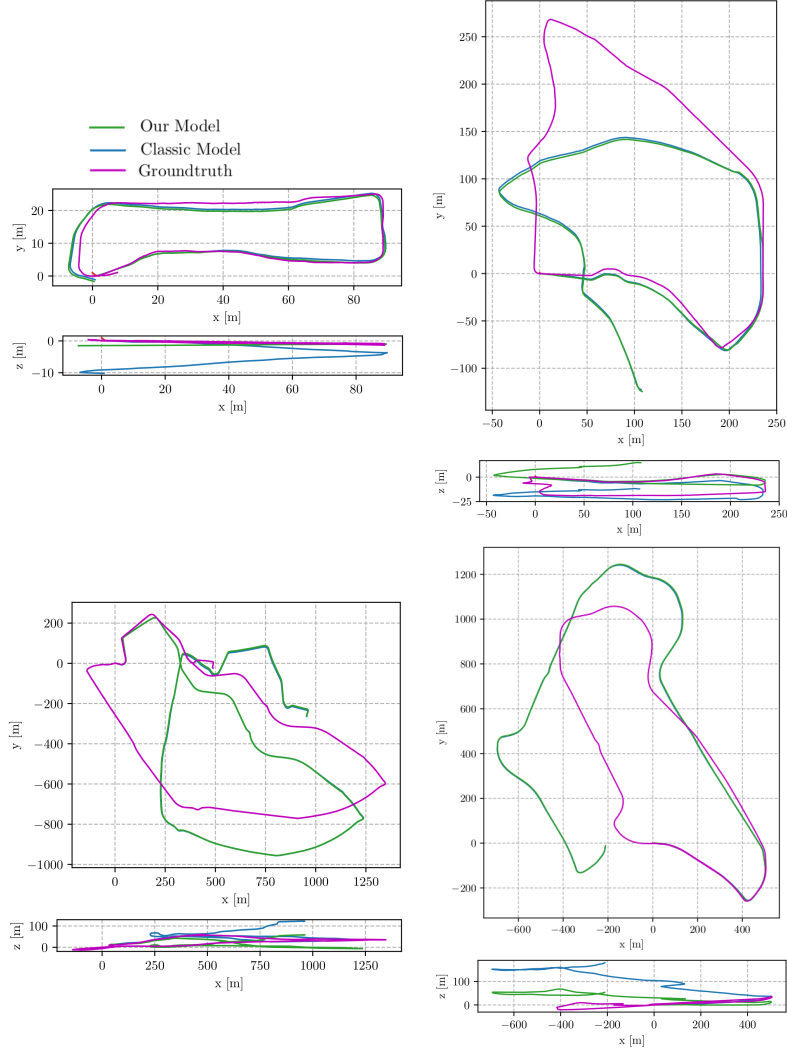 Our Model
Classic Model
Groundtruth
20
10
0
y [m]
0 20 40 60 80
x [m]
0
−10
z [m]
0 20 40 60 80
x [m]
250
200
150
100
50
0
−50
−100
y [m]
−50 0 50 100 150 200 250
x [m]
0
−25
z [m]
−50 0 50 100 150 200 250
x [m]
200
0
−200
−400
−600
−800
−1000
y [m]
0 250 500 750 1000 1250
x [m]
100
0
z [m]
0 250 500 750 1000 1250
x [m]
1200
1000
800
600
400
200
0
−200
y [m]
−600 −400 −200 0 200 400
x [m]
100
0
z [m]
−600 −400 −200 0 200 400
x [m]